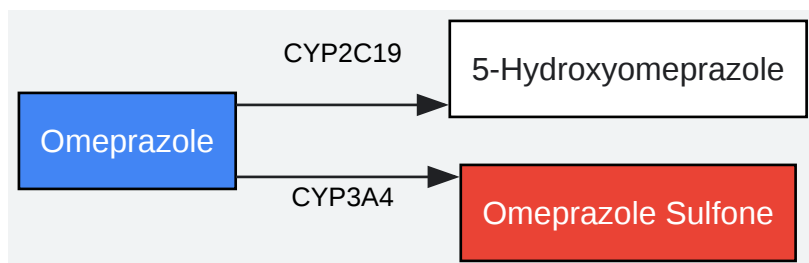 CYP2C19
5-Hydroxyomeprazole
Omeprazole
CYP3A4
Omeprazole Sulfone